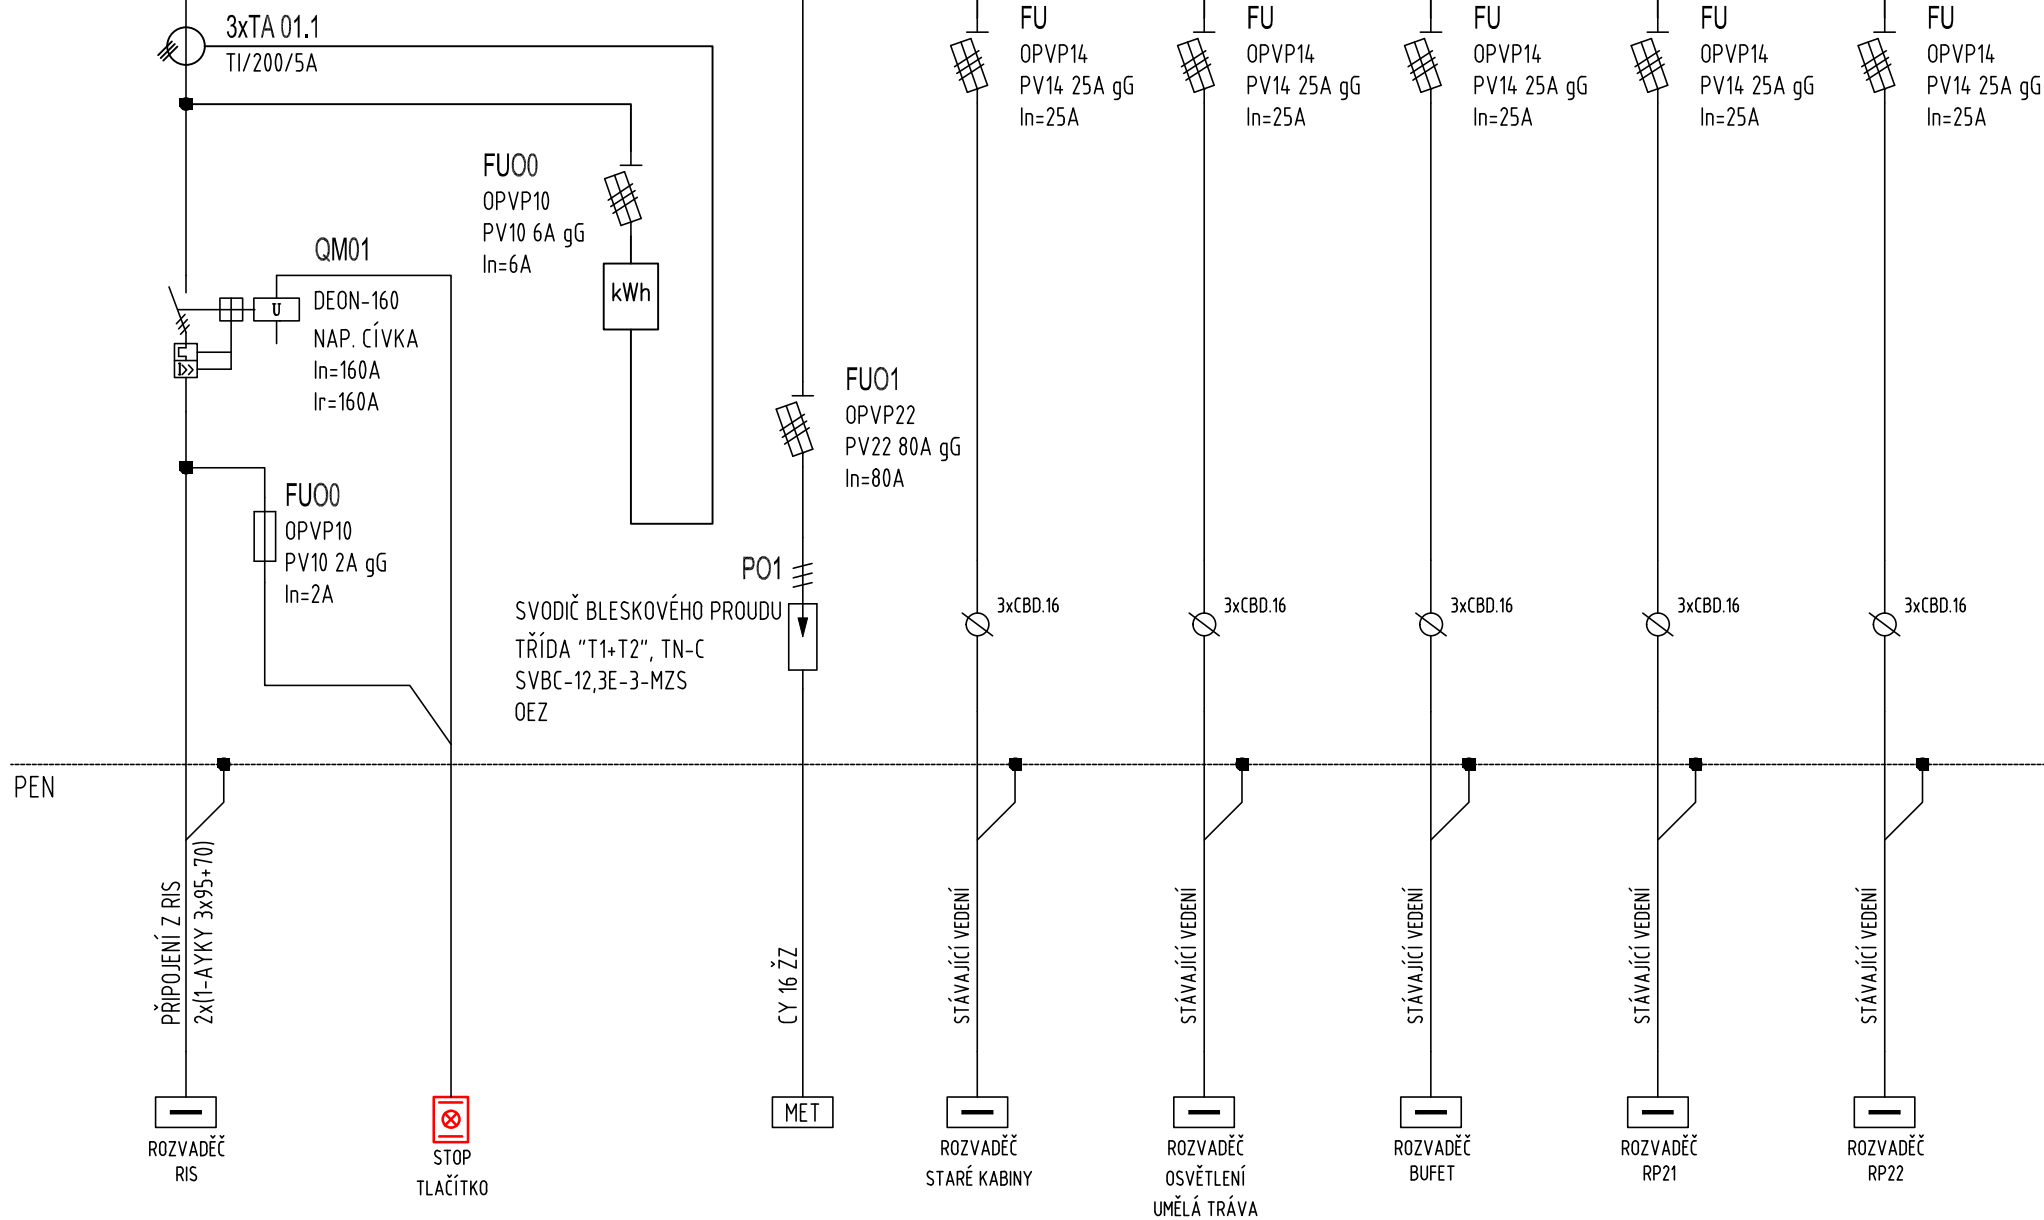 3xTA 01.1
TI/200/5A
FUO0
OPVP10
PV10 6A gG
In=6A
kWh
QM01
U
DEON-160
NAP. CÍVKA
In=160A
Ir=160A
I>>
FUO0
OPVP10
PV10 2A gG
In=2A
FUO1
OPVP22
PV22 80A gG
In=80A
PO1
SVODIČ BLESKOVÉHO PROUDU
TŘÍDA "T1+T2", TN-C
SVBC-12,3E-3-MZS
OEZ
FU
OPVP14
PV14 25A gG
In=25A
FU
OPVP14
PV14 25A gG
In=25A
FU
OPVP14
PV14 25A gG
In=25A
FU
OPVP14
PV14 25A gG
In=25A
FU
OPVP14
PV14 25A gG
In=25A
3xCBD.16
3xCBD.16
3xCBD.16
3xCBD.16
3xCBD.16
PEN
PŘIPOJENÍ Z RIS
2x(1-AYKY 3x95+70)
CY 16 ŽZ
STÁVAJÍCÍ VEDENÍ
STÁVAJÍCÍ VEDENÍ
STÁVAJÍCÍ VEDENÍ
STÁVAJÍCÍ VEDENÍ
STÁVAJÍCÍ VEDENÍ
ROZVADĚČ
RIS
STOP
TLAČÍTKO
MET
ROZVADĚČ
STARÉ KABINY
ROZVADĚČ
OSVĚTLENÍ
UMĚLÁ TRÁVA
ROZVADĚČ
BUFET
ROZVADĚČ
RP21
ROZVADĚČ
RP22